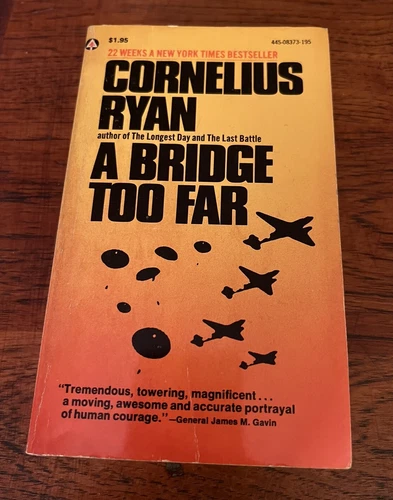 $1.95
445-08373-195
22 WEEKS A NEW YORK TIMES BESTSELLER
CORNELIUS
RYAN
author of The Longest Day and The Last Battle
A BRIDGE
TOO FAR
"Tremendous, towering, magnificent...
a moving, awesome and accurate portrayal
of human courage."—General James M. Gavin